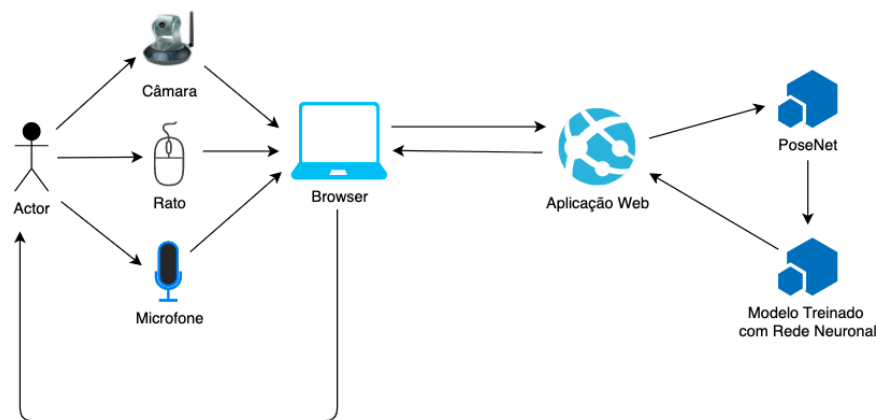 Câmara
Actor
Rato
Microfone
Browser
Aplicação Web
PoseNet
Modelo Treinado
com Rede Neuronal